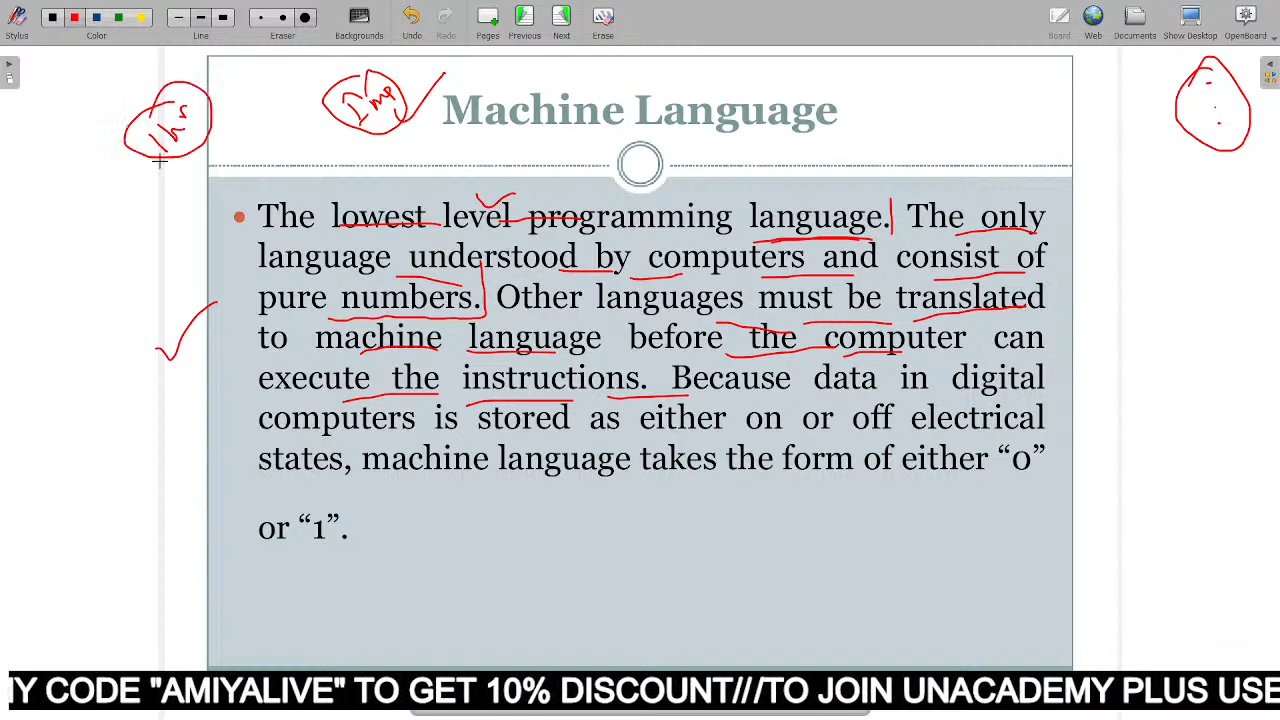 Stylus
Color
Line
Eraser
Backgrounds
Undo
Redo
Pages
Previous
Next
Erase
Board
Web
Documents
Show Desktop
OpenBoard
1hr
Imp
Machine Language
The lowest level programming language. The only
language understood by computers and consist of
pure numbers. Other languages must be translated
to machine language before the computer can
execute the instructions. Because data in digital
computers is stored as either on or off electrical
states, machine language takes the form of either “0”
or “1”.
Y CODE "AMIYALIVE" TO GET 10% DISCOUNT///TO JOIN UNACADEMY PLUS USE